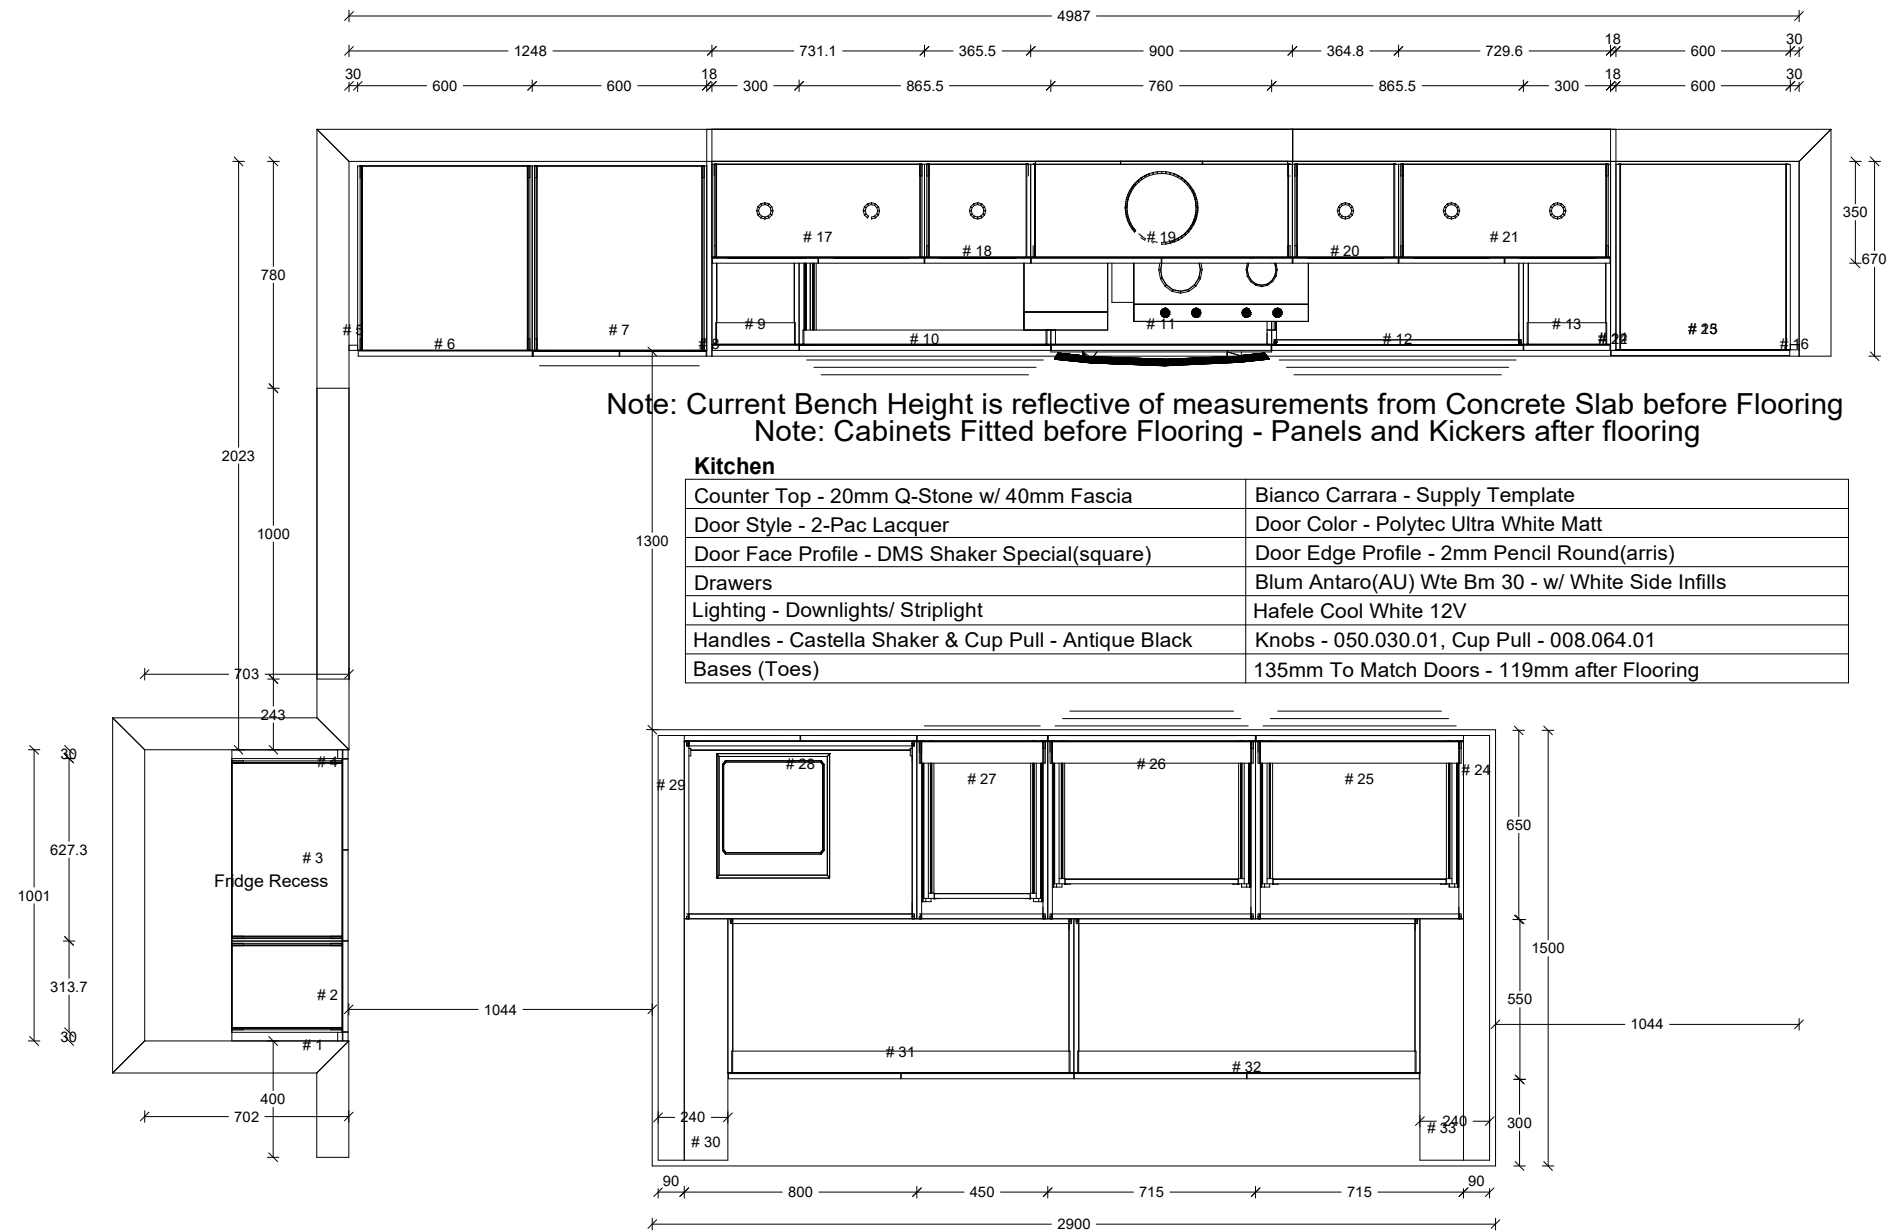 4987
1248 731.1 365.5 900 364.8 729.6 18 600 30
30 600 600 18 300 865.5 760 865.5 300 18 600 30
# 17 # 18 # 19 # 20 # 21
350
670
780
# 5 # 6 # 7 # 8 # 9 # 10 # 11 # 12 # 13 # 16
Note: Current Bench Height is reflective of measurements from Concrete Slab before Flooring
Note: Cabinets Fitted before Flooring - Panels and Kickers after flooring
2023
1000
1300
Kitchen
Counter Top - 20mm Q-Stone w/ 40mm Fascia Bianco Carrara - Supply Template
Door Style - 2-Pac Lacquer Door Color - Polytec Ultra White Matt
Door Face Profile - DMS Shaker Special(square) Door Edge Profile - 2mm Pencil Round(arris)
Drawers Blum Antaro(AU) Wte Bm 30 - w/ White Side Infills
Lighting - Downlights/ Striplight Hafele Cool White 12V
Handles - Castella Shaker & Cup Pull - Antique Black Knobs - 050.030.01, Cup Pull - 008.064.01
Bases (Toes) 135mm To Match Doors - 119mm after Flooring
703
243
30 # 4
# 29 # 28 # 27 # 26 # 25 # 24
627.3 # 3
650
Fridge Recess
1001
313.7 # 2
1500
550
1044 1044
30 # 1
# 31 # 32
400
702
240 240
# 30 # 33 300
90 800 450 715 715 90
2900